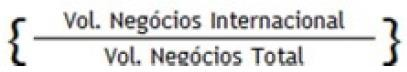 { Vol. Negócios Internacional }
Vol. Negócios Total